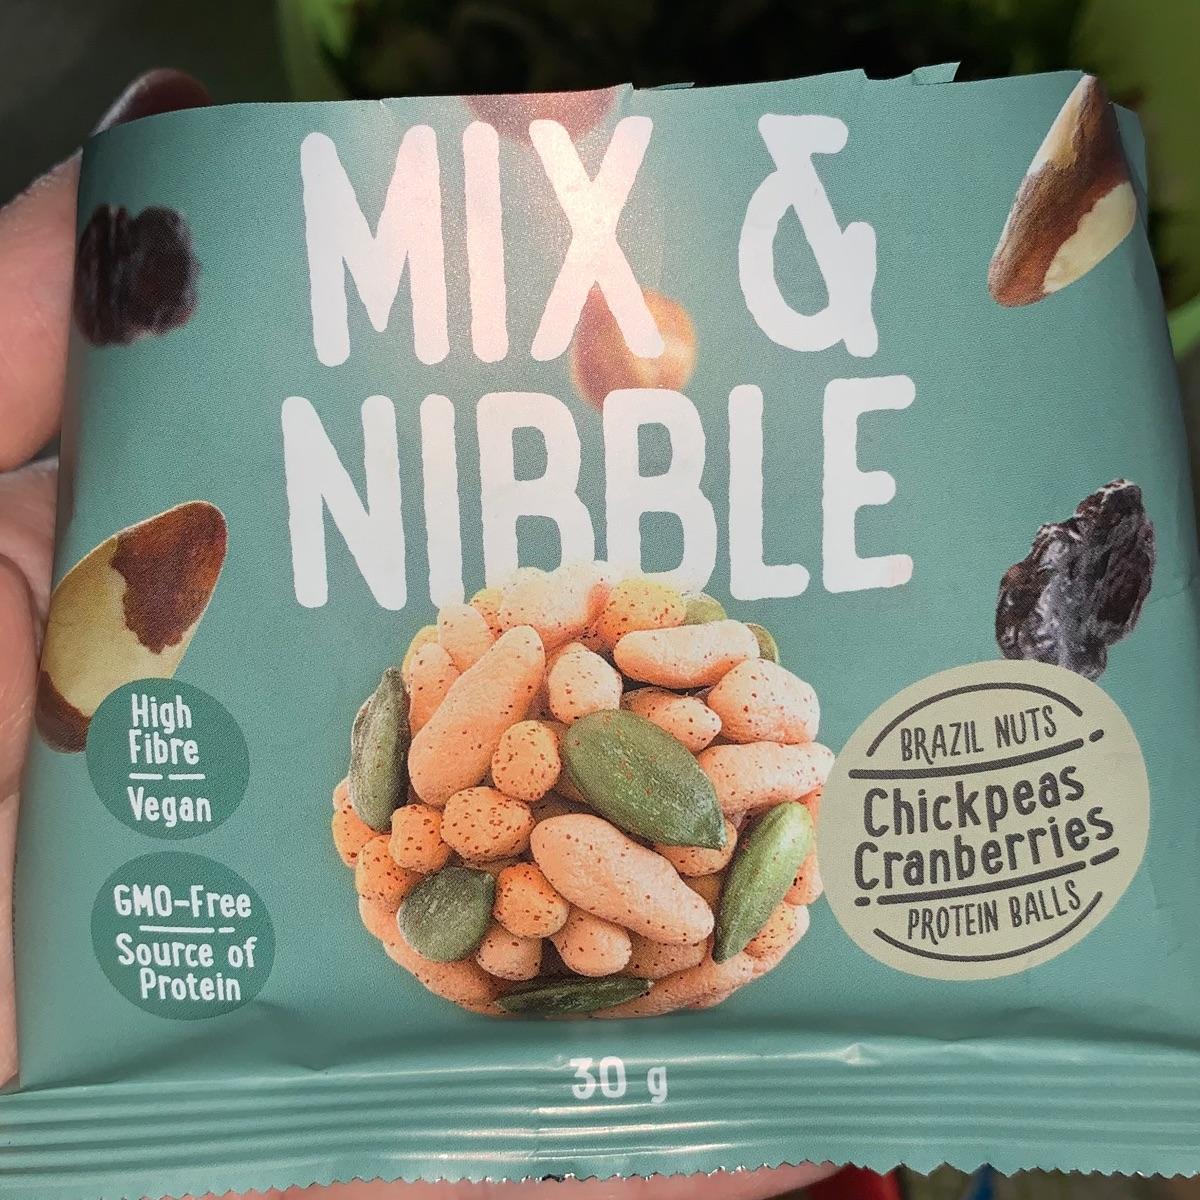 MIX &
NIBBLE
High
Fibre
Vegan
GMO-Free
Source of
Protein
BRAZIL NUTS
Chickpeas
Cranberries
PROTEIN BALLS
30 g